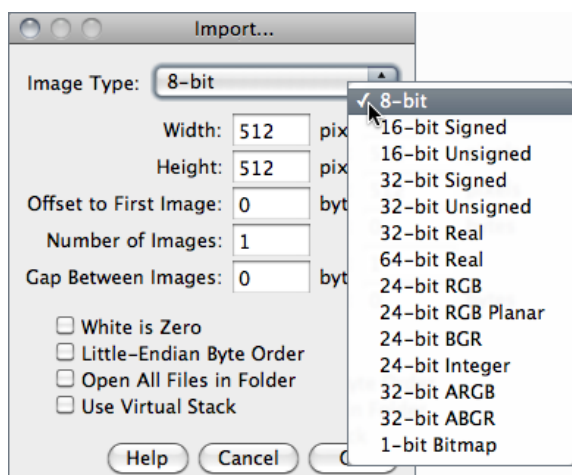 Import...
Image Type: 8-bit
Width: 512 pix
Height: 512 pix
Offset to First Image: 0 byt
Number of Images: 1
Gap Between Images: 0 byt
White is Zero
Little-Endian Byte Order
Open All Files in Folder
Use Virtual Stack
Help Cancel
✓ 8-bit
16-bit Signed
16-bit Unsigned
32-bit Signed
32-bit Unsigned
32-bit Real
64-bit Real
24-bit RGB
24-bit RGB Planar
24-bit BGR
24-bit Integer
32-bit ARGB
32-bit ABGR
1-bit Bitmap